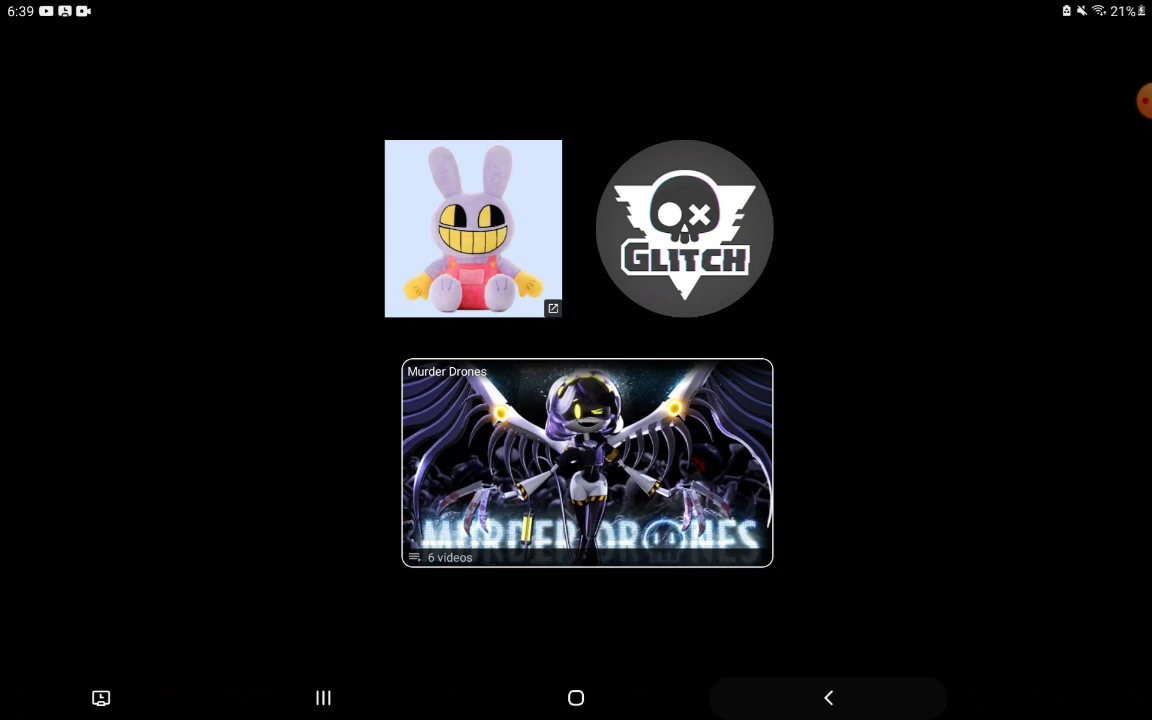 6:39
21%
GLITCH
Murder Drones
MURDER DRONES
6 videos